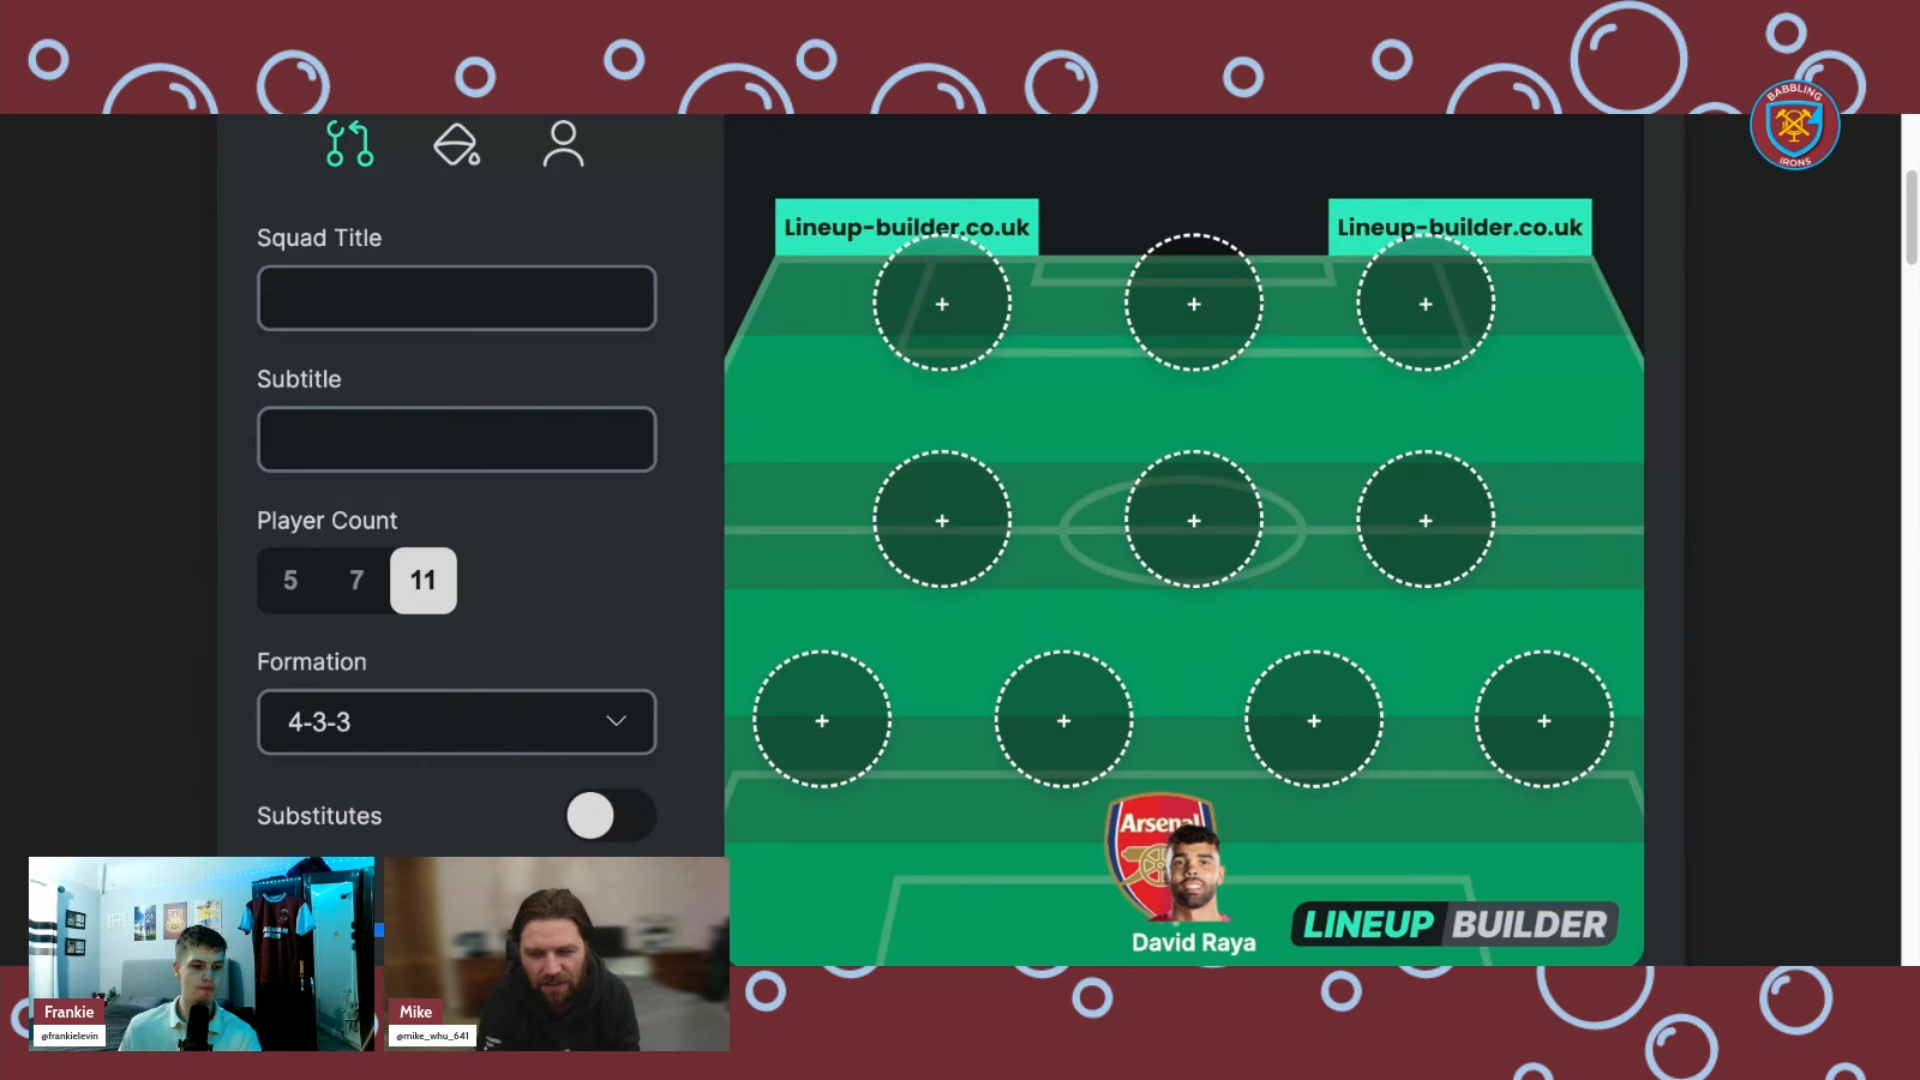 BABBLING
IRONS
Squad Title
Subtitle
Player Count
5 7 11
Formation
4-3-3
Substitutes
Lineup-builder.co.uk
Lineup-builder.co.uk
+ + +
+ + +
+ + + +
Arsenal
David Raya
LINEUP BUILDER
Frankie
@frankielevin
Mike
@mike_whu_641